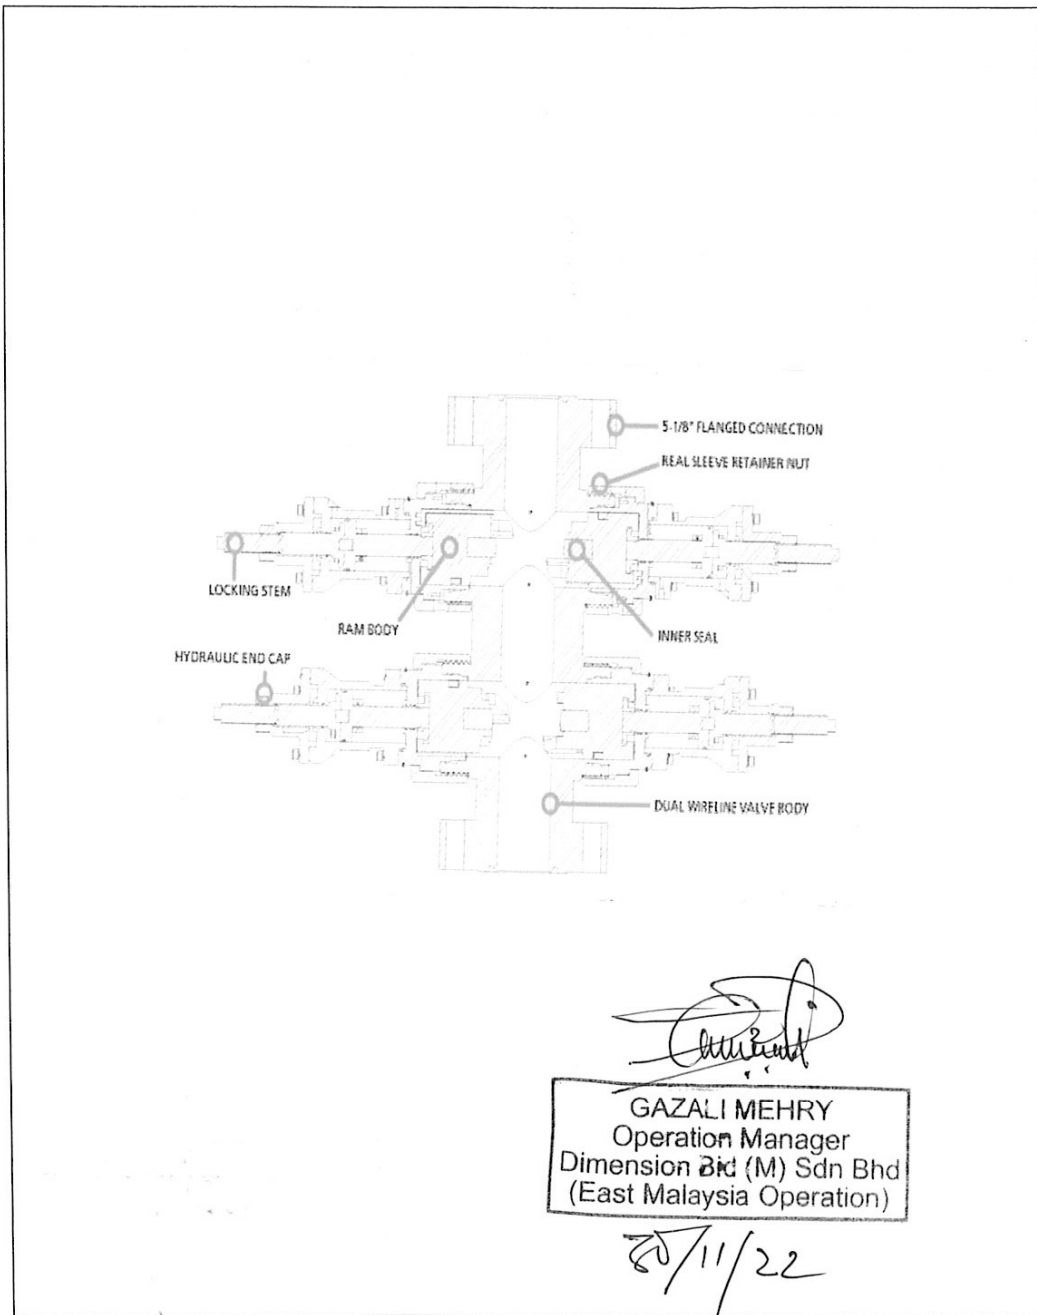 5-1/8" FLANGED CONNECTION
REAL SLEEVE RETAINER NUT
LOCKING STEM
RAM BODY
INNER SEAL
HYDRAULIC END CAP
DUAL WIRELINE VALVE BODY
GAZALI MEHRY
Operation Manager
Dimension Bid (M) Sdn Bhd
(East Malaysia Operation)
/11/22